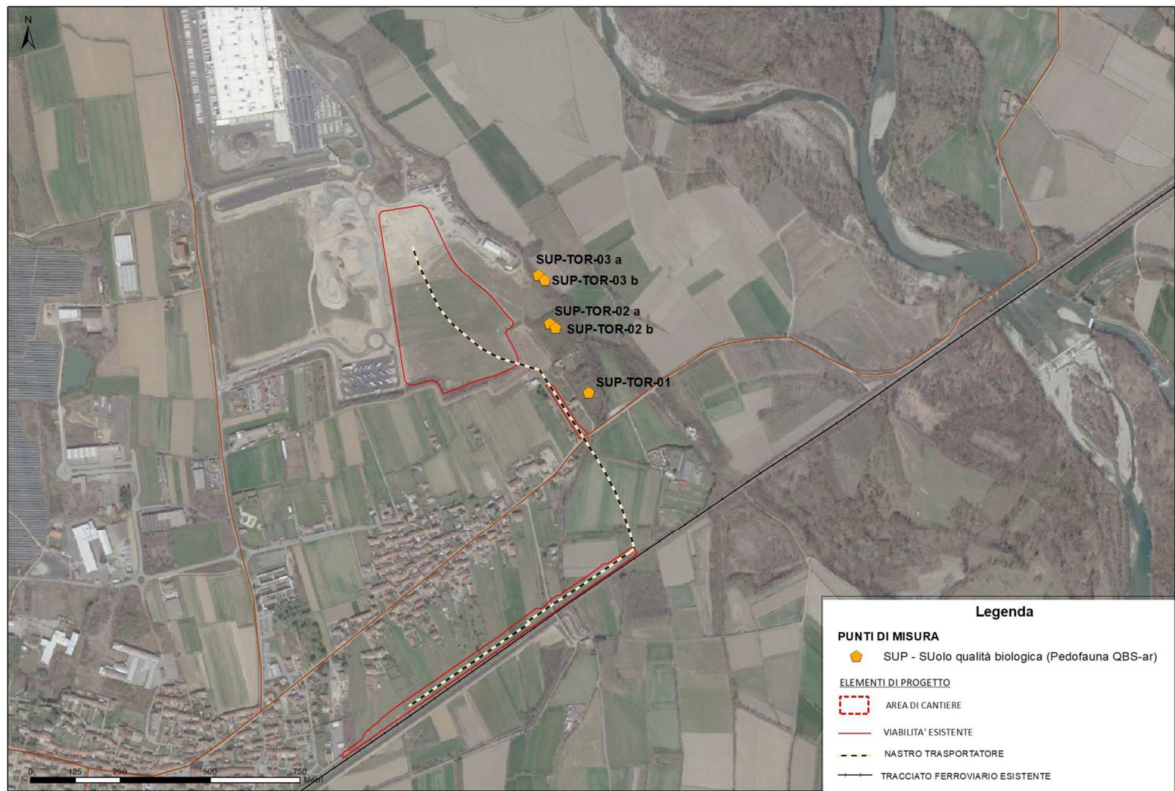 N
SUP-TOR-03 a
SUP-TOR-03 b
SUP-TOR-02 a
SUP-TOR-02 b
SUP-TOR-01
Legenda
PUNTI DI MISURA
SUP - SUolo qualità biologica (Pedofauna QBS-ar)
ELEMENTI DI PROGETTO
AREA DI CANTIERE
VIABILITA' ESISTENTE
NASTRO TRASPORTATORE
TRACCIATO FERROVIARIO ESISTENTE
0 125 250 500 750
Metri